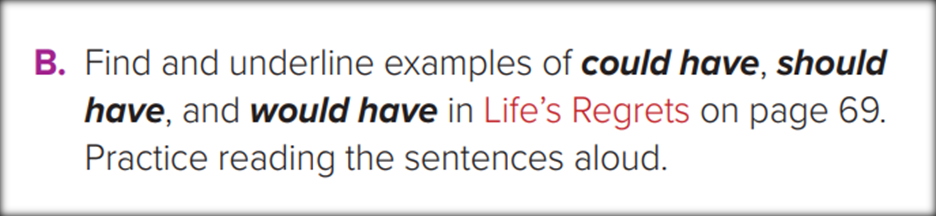 B. Find and underline examples of could have, should
have, and would have in Life's Regrets on page 69.
Practice reading the sentences aloud.